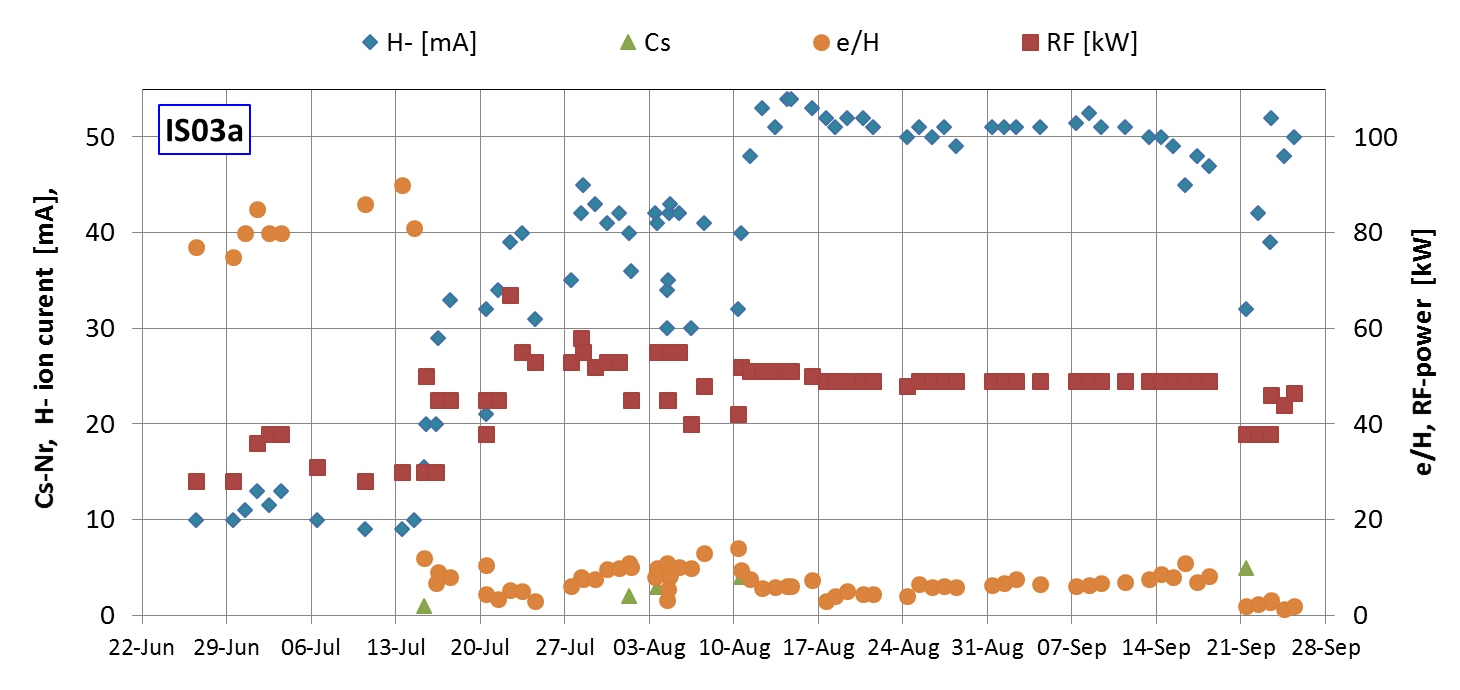 H- [mA] Cs e/H RF [kW]
IS03a
Cs-Nr, H- ion curent [mA],
50
40
30
20
10
0
100
80
60
40
20
0
e/H, RF-power [kW]
22-Jun 29-Jun 06-Jul 13-Jul 20-Jul 27-Jul 03-Aug 10-Aug 17-Aug 24-Aug 31-Aug 07-Sep 14-Sep 21-Sep 28-Sep